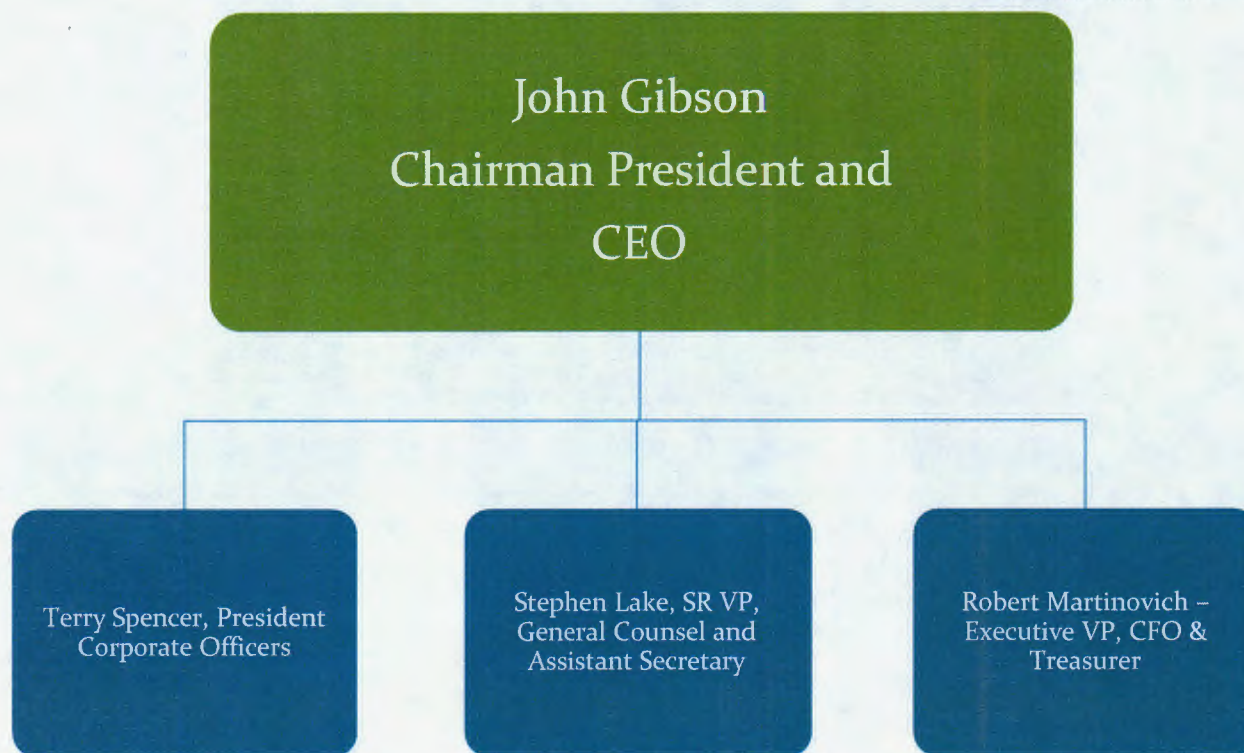 John Gibson
Chairman President and
CEO
Terry Spencer, President
Corporate Officers
Stephen Lake, SR VP,
General Counsel and
Assistant Secretary
Robert Martinovich –
Executive VP, CFO &
Treasurer